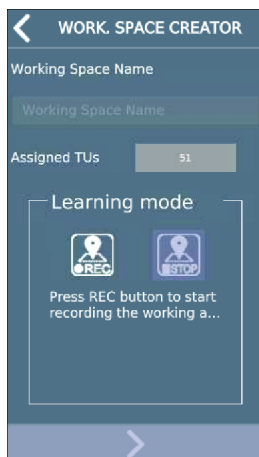 WORK. SPACE CREATOR
Working Space Name
Working Space Name
Assigned TUs 51
Learning mode
REC STOP
Press REC button to start
recording the working a...